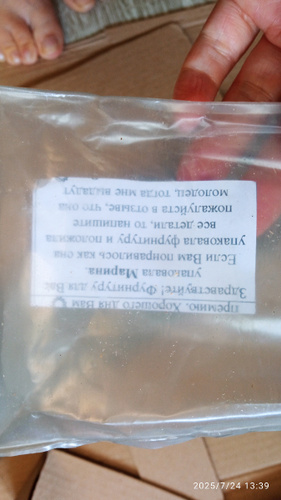 премию. Хорошего дня Вам
Здравствуйте! Фурнитуру для Вас
упаковала Марина.
Если Вам понравилось как она
упаковала фурнитуру и положила
все детали, то напишите
пожалуйста в отзыве, что она
молодец, тогда мне выдадут
2025/7/24 13:39